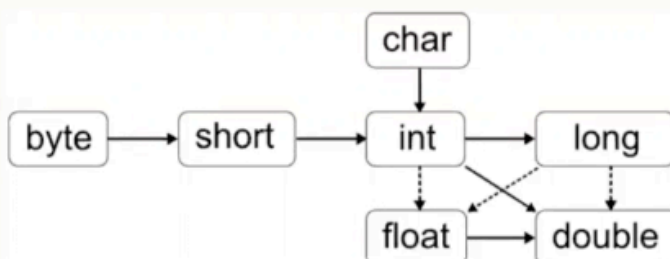 char
byte short int long
float double